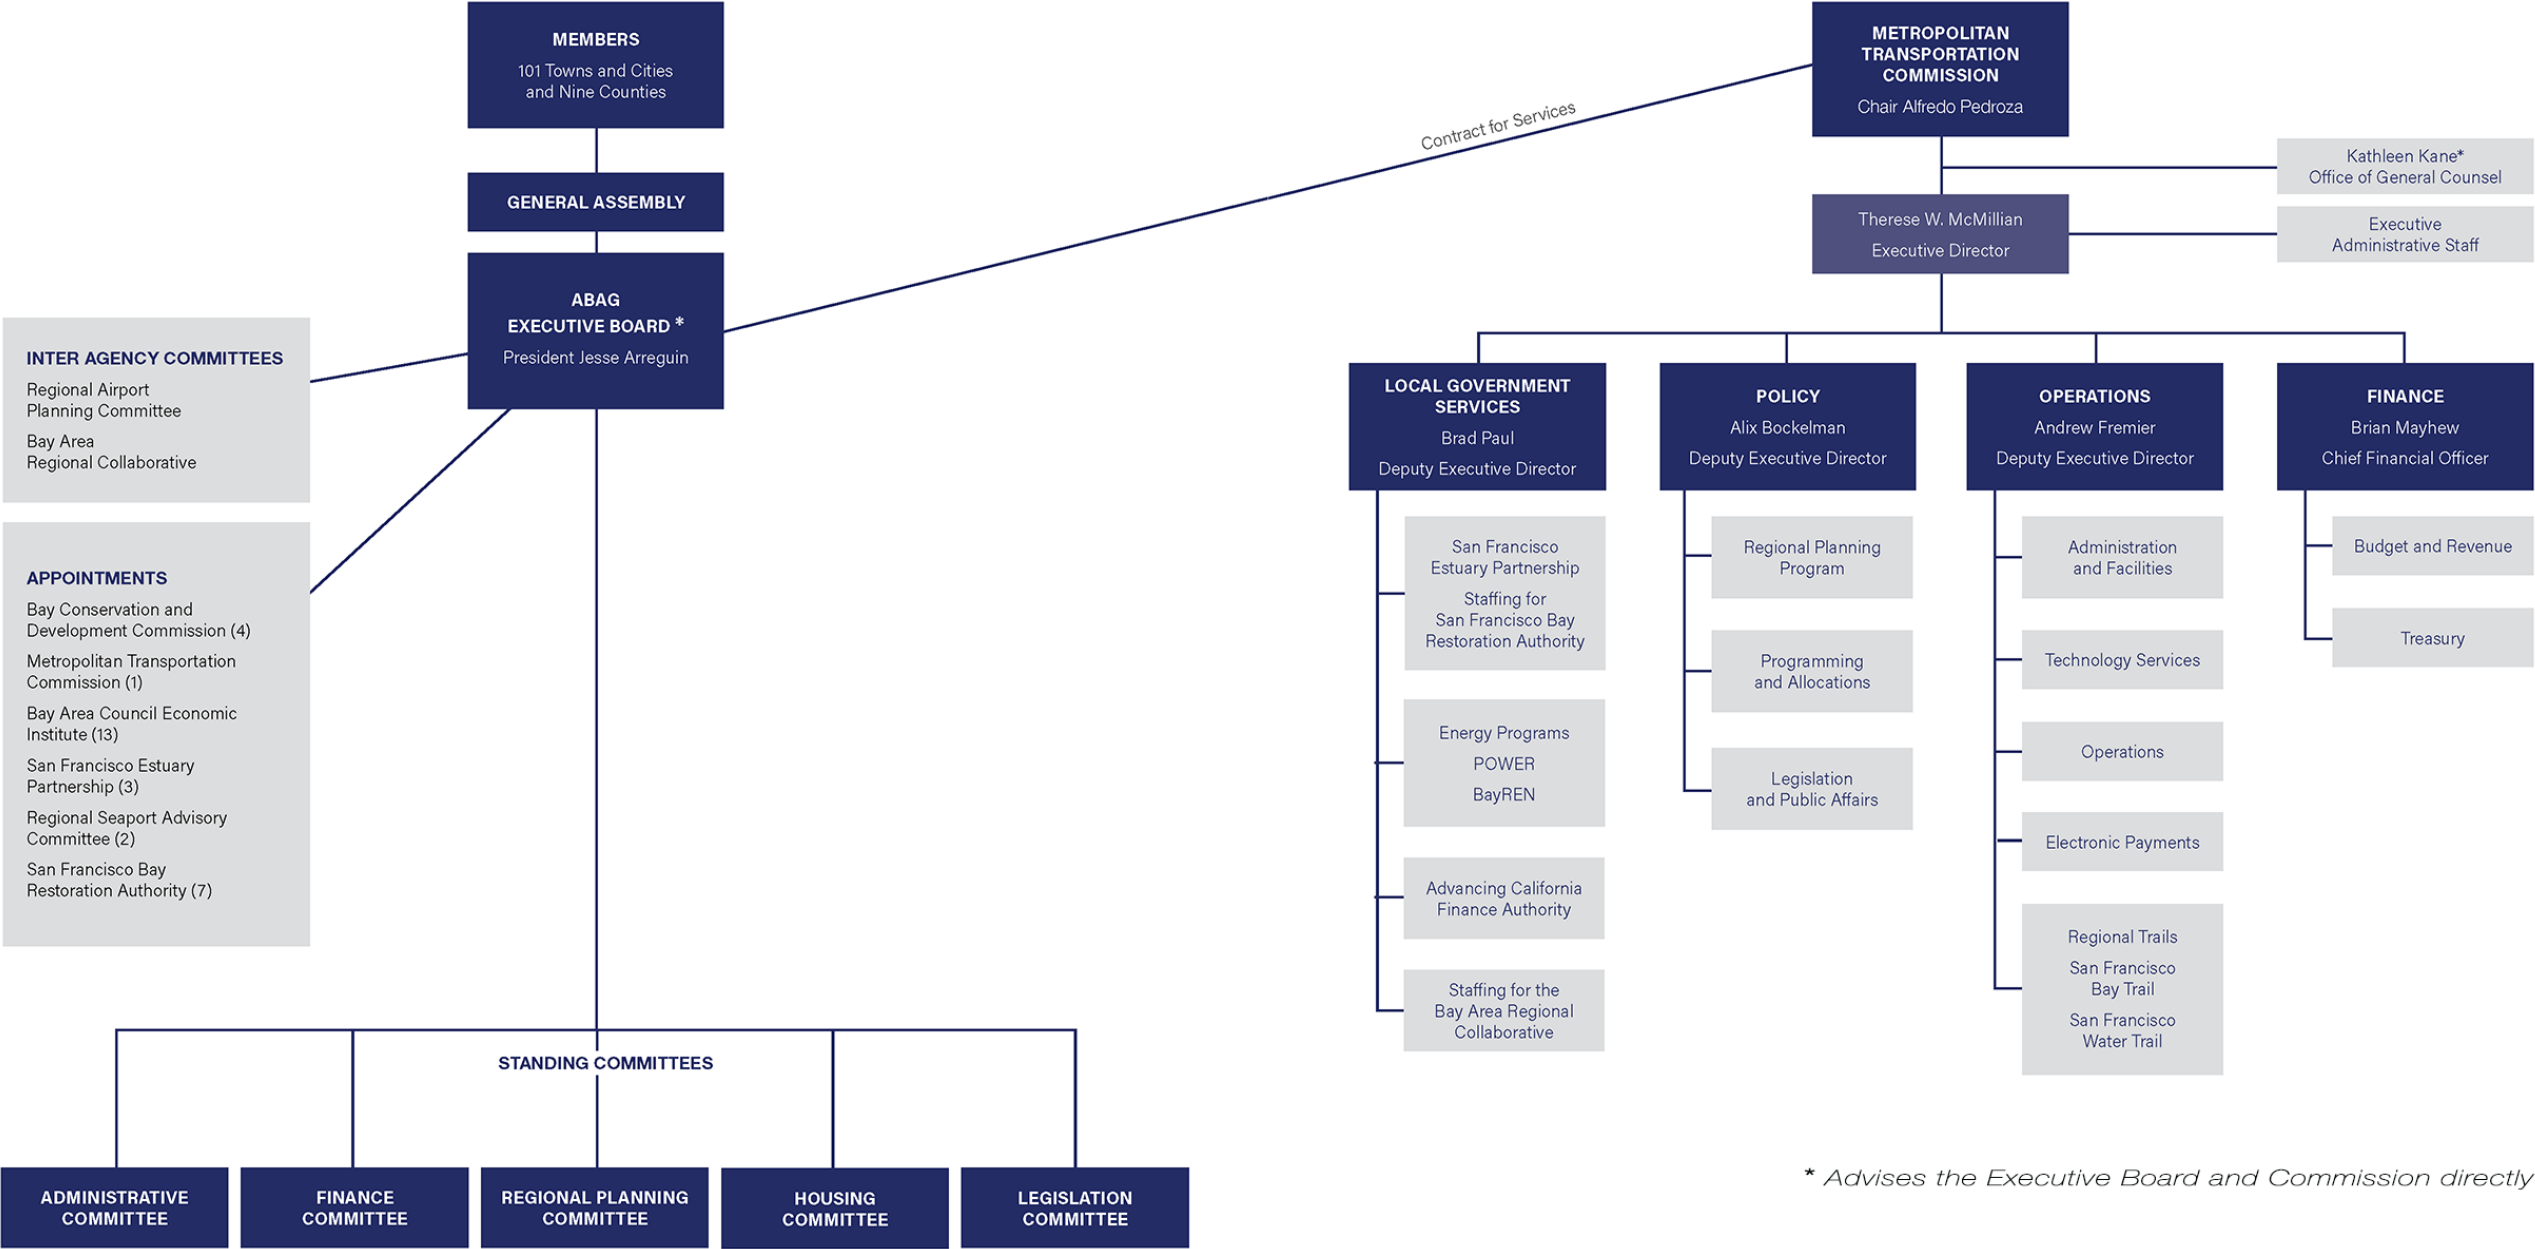 MEMBERS
101 Towns and Cities
and Nine Counties
GENERAL ASSEMBLY
ABAG
EXECUTIVE BOARD *
President Jesse Arreguin
INTER AGENCY COMMITTEES
Regional Airport
Planning Committee
Bay Area
Regional Collaborative
APPOINTMENTS
Bay Conservation and
Development Commission (4)
Metropolitan Transportation
Commission (1)
Bay Area Council Economic
Institute (13)
San Francisco Estuary
Partnership (3)
Regional Seaport Advisory
Committee (2)
San Francisco Bay
Restoration Authority (7)
STANDING COMMITTEES
ADMINISTRATIVE
COMMITTEE
FINANCE
COMMITTEE
REGIONAL PLANNING
COMMITTEE
HOUSING
COMMITTEE
LEGISLATION
COMMITTEE
Contract for Services
METROPOLITAN
TRANSPORTATION
COMMISSION
Chair Alfredo Pedroza
Kathleen Kane*
Office of General Counsel
Therese W. McMillian
Executive Director
Executive
Administrative Staff
LOCAL GOVERNMENT
SERVICES
Brad Paul
Deputy Executive Director
San Francisco
Estuary Partnership
Staffing for
San Francisco Bay
Restoration Authority
Energy Programs
POWER
BayREN
Advancing California
Finance Authority
Staffing for the
Bay Area Regional
Collaborative
POLICY
Alix Bockelman
Deputy Executive Director
Regional Planning
Program
Programming
and Allocations
Legislation
and Public Affairs
OPERATIONS
Andrew Fremier
Deputy Executive Director
Administration
and Facilities
Technology Services
Operations
Electronic Payments
Regional Trails
San Francisco
Bay Trail
San Francisco
Water Trail
FINANCE
Brian Mayhew
Chief Financial Officer
Budget and Revenue
Treasury
* Advises the Executive Board and Commission directly